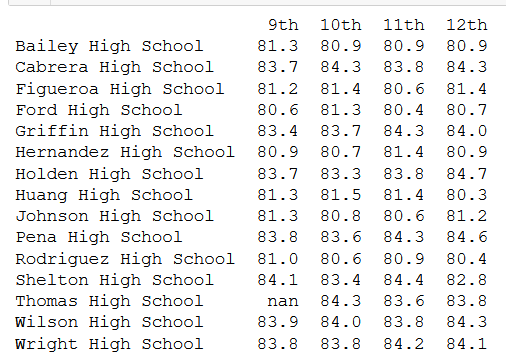 9th 10th 11th 12th
Bailey High School 81.3 80.9 80.9 80.9
Cabrera High School 83.7 84.3 83.8 84.3
Figueroa High School 81.2 81.4 80.6 81.4
Ford High School 80.6 81.3 80.4 80.7
Griffin High School 83.4 83.7 84.3 84.0
Hernandez High School 80.9 80.7 81.4 80.9
Holden High School 83.7 83.3 83.8 84.7
Huang High School 81.3 81.5 81.4 80.3
Johnson High School 81.3 80.8 80.6 81.2
Pena High School 83.8 83.6 84.3 84.6
Rodriguez High School 81.0 80.6 80.9 80.4
Shelton High School 84.1 83.4 84.4 82.8
Thomas High School nan 84.3 83.6 83.8
Wilson High School 83.9 84.0 83.8 84.3
Wright High School 83.8 83.8 84.2 84.1